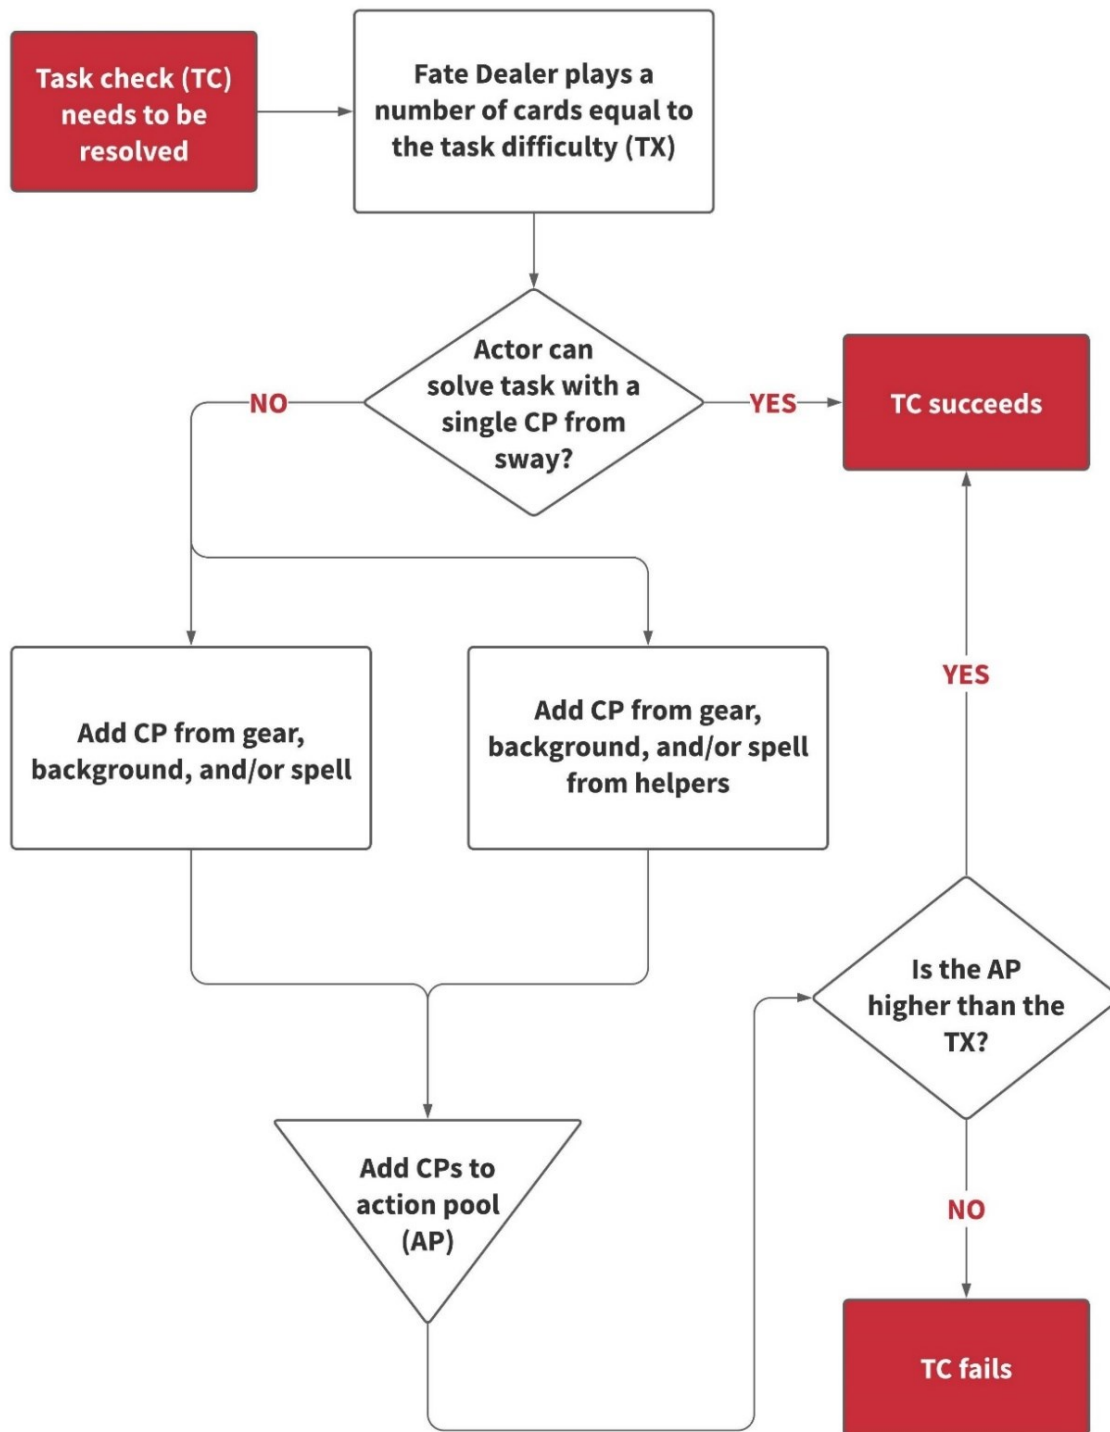 Task check (TC)
needs to be
resolved
Fate Dealer plays a
number of cards equal to
the task difficulty (TX)
Actor can
solve task with a
single CP from
sway?
NO
YES
TC succeeds
Add CP from gear,
background, and/or spell
Add CP from gear,
background, and/or spell
from helpers
YES
Is the AP
higher than the
TX?
Add CPs to
action pool
(AP)
NO
TC fails